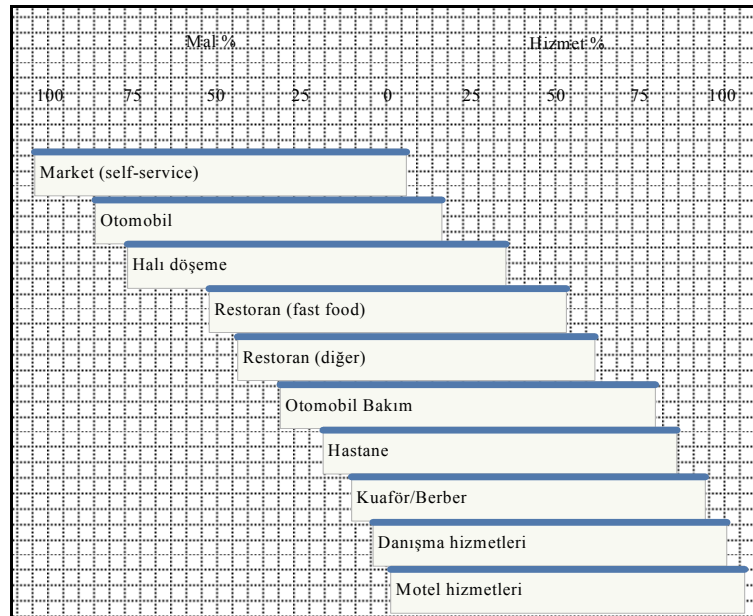 Mal % Hizmet %
100 75 50 25 0 25 50 75 100
Market (self-service)
Otomobil
Halı döşeme
Restoran (fast food)
Restoran (diğer)
Otomobil Bakım
Hastane
Kuaför/Berber
Danışma hizmetleri
Motel hizmetleri